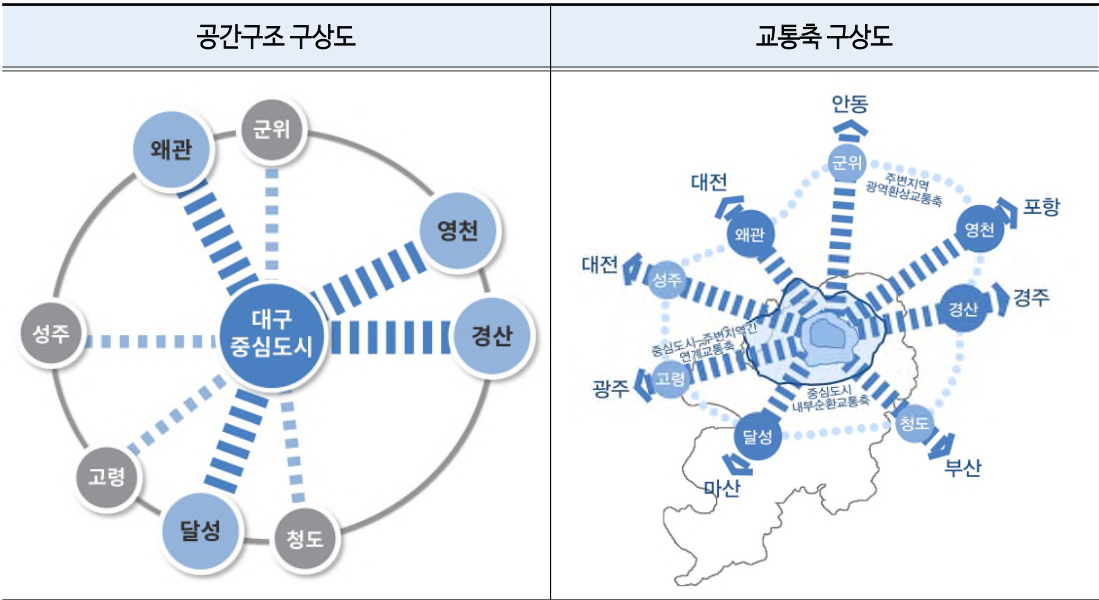 공간구조 구상도
교통축 구상도
왜관
군위
영천
대구
중심도시
경산
성주
고령
달성
청도
안동
군위
주변지역
광역환상교통축
대전
왜관
영천
포항
대전
성주
경산
경주
중심도시-주변지역간
연계교통축
광주
고령
중심도시
내부순환교통축
달성
청도
마산
부산